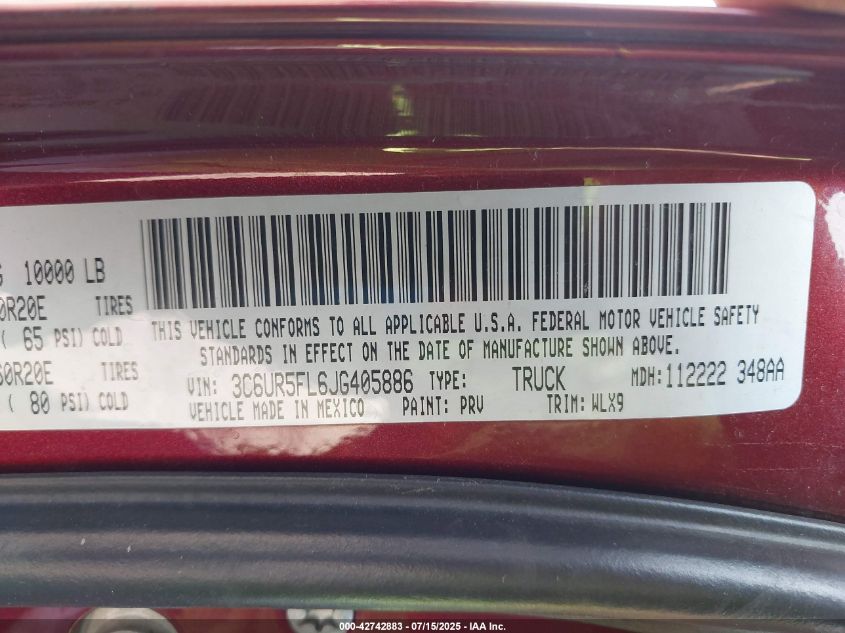 G 10000 LB
0R20E TIRES
( 65 PSI) COLD
60R20E TIRES
( 80 PSI) COLD
THIS VEHICLE CONFORMS TO ALL APPLICABLE U.S.A. FEDERAL MOTOR VEHICLE SAFETY
STANDARDS IN EFFECT ON THE DATE OF MANUFACTURE SHOWN ABOVE.
VIN: 3C6UR5FL6JG405886 TYPE: TRUCK MDH: 112222 348AA
VEHICLE MADE IN MEXICO PAINT: PRV TRIM: WLX9
000-42742883 / 07/15/2025 - IAA Inc.